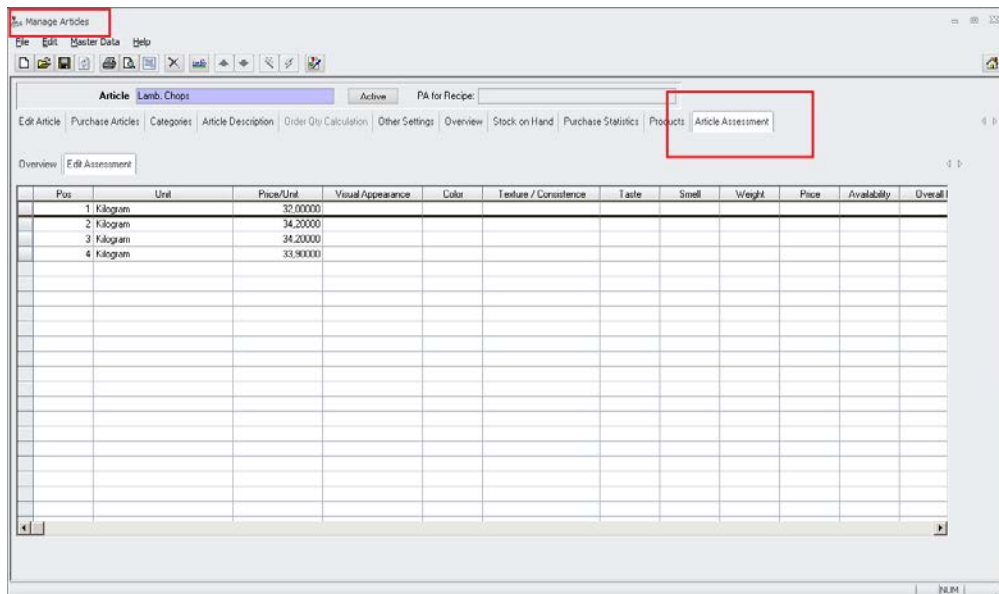 Manage Articles
File Edit Master Data Help
Article Lamb. Chops Active PA for Recipe:
Edit Article Purchase Articles Categories Article Description Order Qty Calculation Other Settings Overview Stock on Hand Purchase Statistics Products Article Assessment
Overview Edit Assessment
Pos Unit Price/Unit Visual Appearance Color Texture / Consistence Taste Smell Weight Price Availability Overall
1 Kilogram 32,00000
2 Kilogram 34,20000
3 Kilogram 34,20000
4 Kilogram 33,90000
NUM